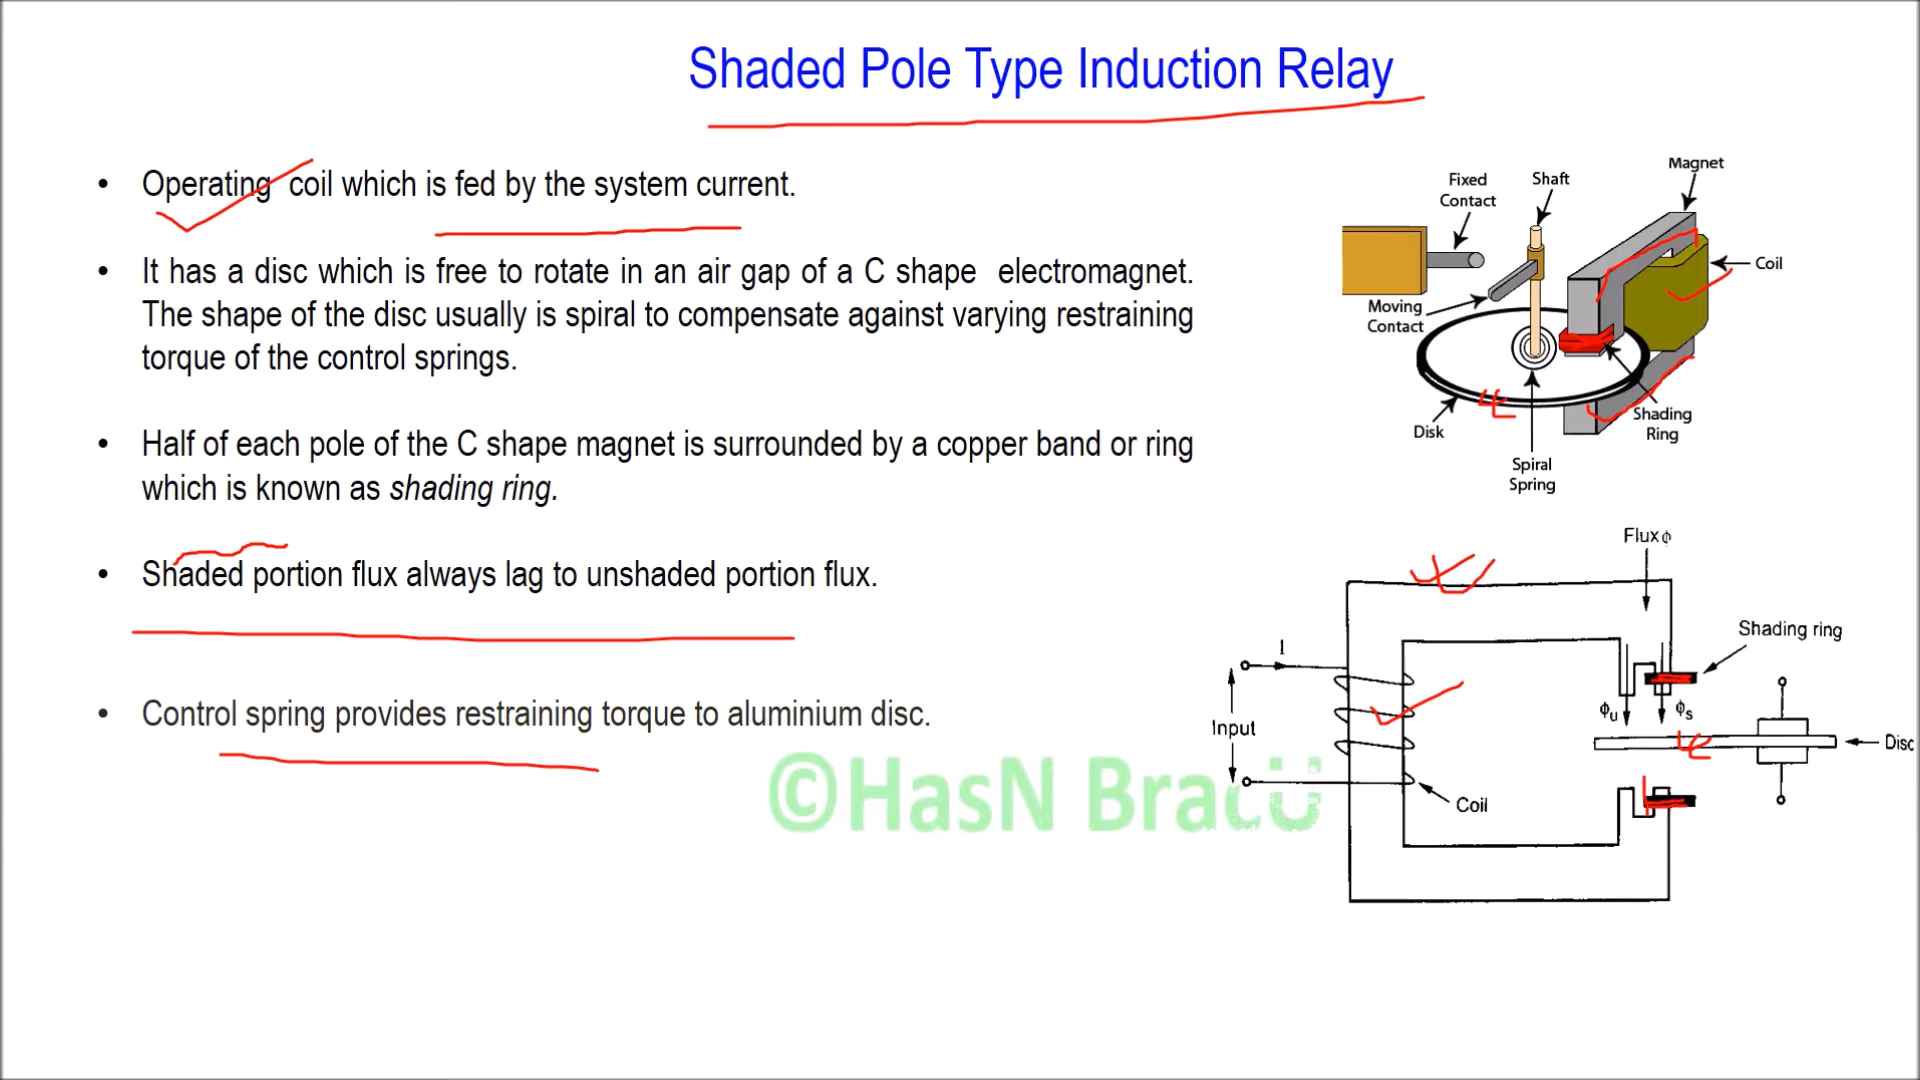 Shaded Pole Type Induction Relay
• Operating coil which is fed by the system current.
• It has a disc which is free to rotate in an air gap of a C shape electromagnet.
The shape of the disc usually is spiral to compensate against varying restraining
torque of the control springs.
• Half of each pole of the C shape magnet is surrounded by a copper band or ring
which is known as shading ring.
• Shaded portion flux always lag to unshaded portion flux.
• Control spring provides restraining torque to aluminium disc.
Magnet
Fixed
Contact
Shaft
Coil
Moving
Contact
Disk
Shading
Ring
Spiral
Spring
Flux ϕ
Shading ring
I
Input
ϕu
ϕs
Disc
Coil
©HasN Brac